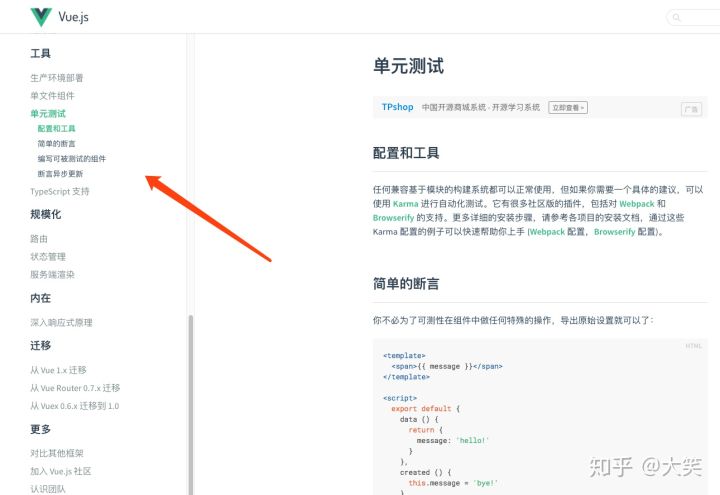 Vue.js
工具
生产环境部署
单文件组件
单元测试
配置和工具
简单的断言
编写可被测试的组件
断言异步更新
TypeScript 支持
规模化
路由
状态管理
服务端渲染
内在
深入响应式原理
迁移
从 Vue 1.x 迁移
从 Vue Router 0.7.x 迁移
从 Vuex 0.6.x 迁移到 1.0
更多
对比其他框架
加入 Vue.js 社区
认识团队
单元测试
TPshop 中国开源商城系统 - 开源学习系统 立即查看>
广告
配置和工具
任何兼容基于模块的构建系统都可以正常使用，但如果你需要一个具体的建议，可以
使用 Karma 进行自动化测试。它有很多社区版的插件，包括对 Webpack 和
Browserify 的支持。更多详细的安装步骤，请参考各项目的安装文档，通过这些
Karma 配置的例子可以快速帮助你上手 (Webpack 配置，Browserify 配置)。
简单的断言
你不必为了可测性在组件中做任何特殊的操作，导出原始设置就可以了：
HTML
<template>
<span>{{ message }}</span>
</template>
<script>
export default {
data () {
return {
message: 'hello!'
}
},
created () {
this.message = 'bye!'
}
知乎 @大笑